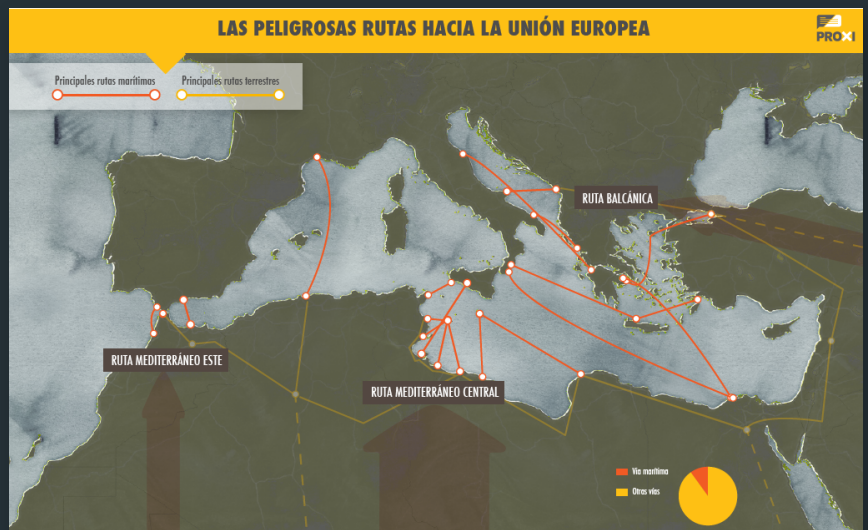 LAS PELIGROSAS RUTAS HACIA LA UNIÓN EUROPEA
PROXI
Principales rutas marítimas
Principales rutas terrestres
RUTA BALCÁNICA
RUTA MEDITERRÁNEO ESTE
RUTA MEDITERRÁNEO CENTRAL
Vía marítima
Otras vías